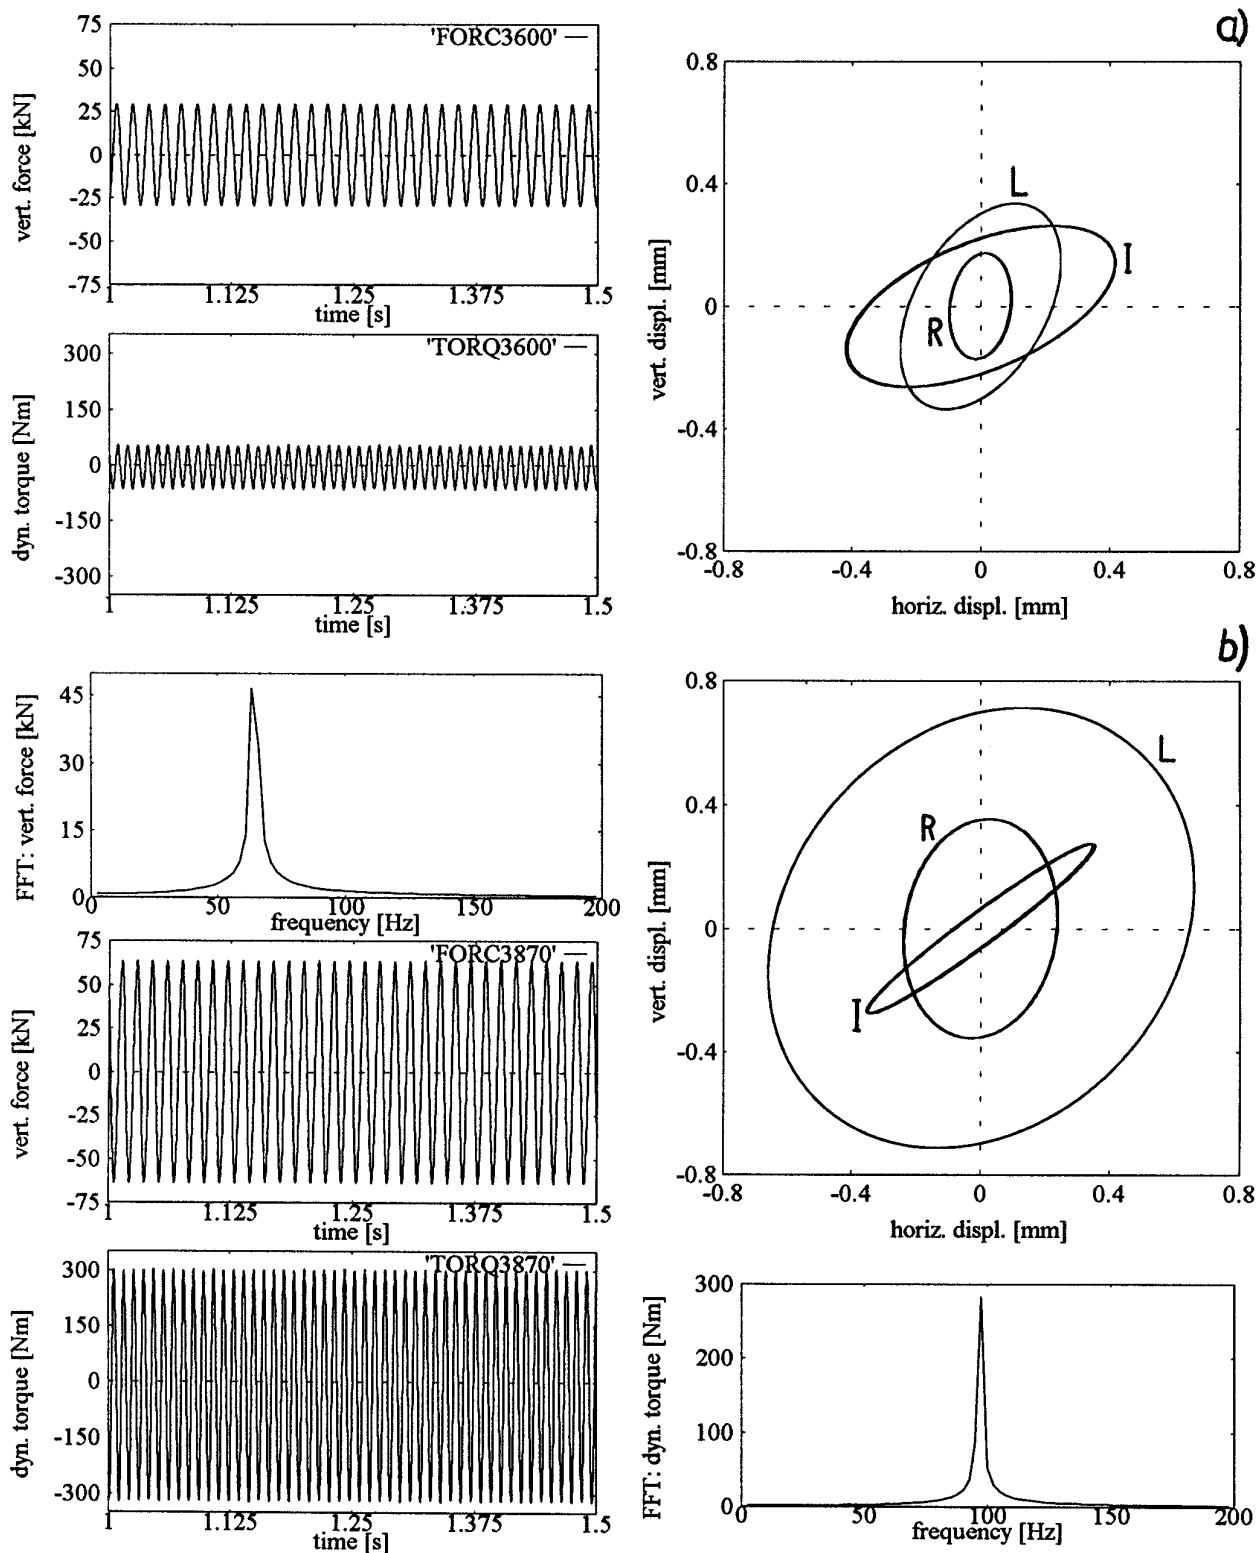 75
50
25
0
-25
-50
-75
vert. force [kN]
'FORC3600'
1 1.125 1.25 1.375 1.5
time [s]
300
150
0
-150
-300
dyn. torque [Nm]
'TORQ3600'
1 1.125 1.25 1.375 1.5
time [s]
a)
0.8
0.4
0
-0.4
-0.8
vert. displ. [mm]
L
I
R
-0.8 -0.4 0 0.4 0.8
horiz. displ. [mm]
45
30
15
0
FFT: vert. force [kN]
0 50 100 150 200
frequency [Hz]
75
50
25
0
-25
-50
-75
vert. force [kN]
'FORC3870'
1 1.125 1.25 1.375 1.5
time [s]
300
150
0
-150
-300
dyn. torque [Nm]
'TORQ3870'
1 1.125 1.25 1.375 1.5
time [s]
b)
0.8
0.4
0
-0.4
-0.8
vert. displ. [mm]
L
R
I
-0.8 -0.4 0 0.4 0.8
horiz. displ. [mm]
300
200
100
0
FFT: dyn. torque [Nm]
0 50 100 150 200
frequency [Hz]